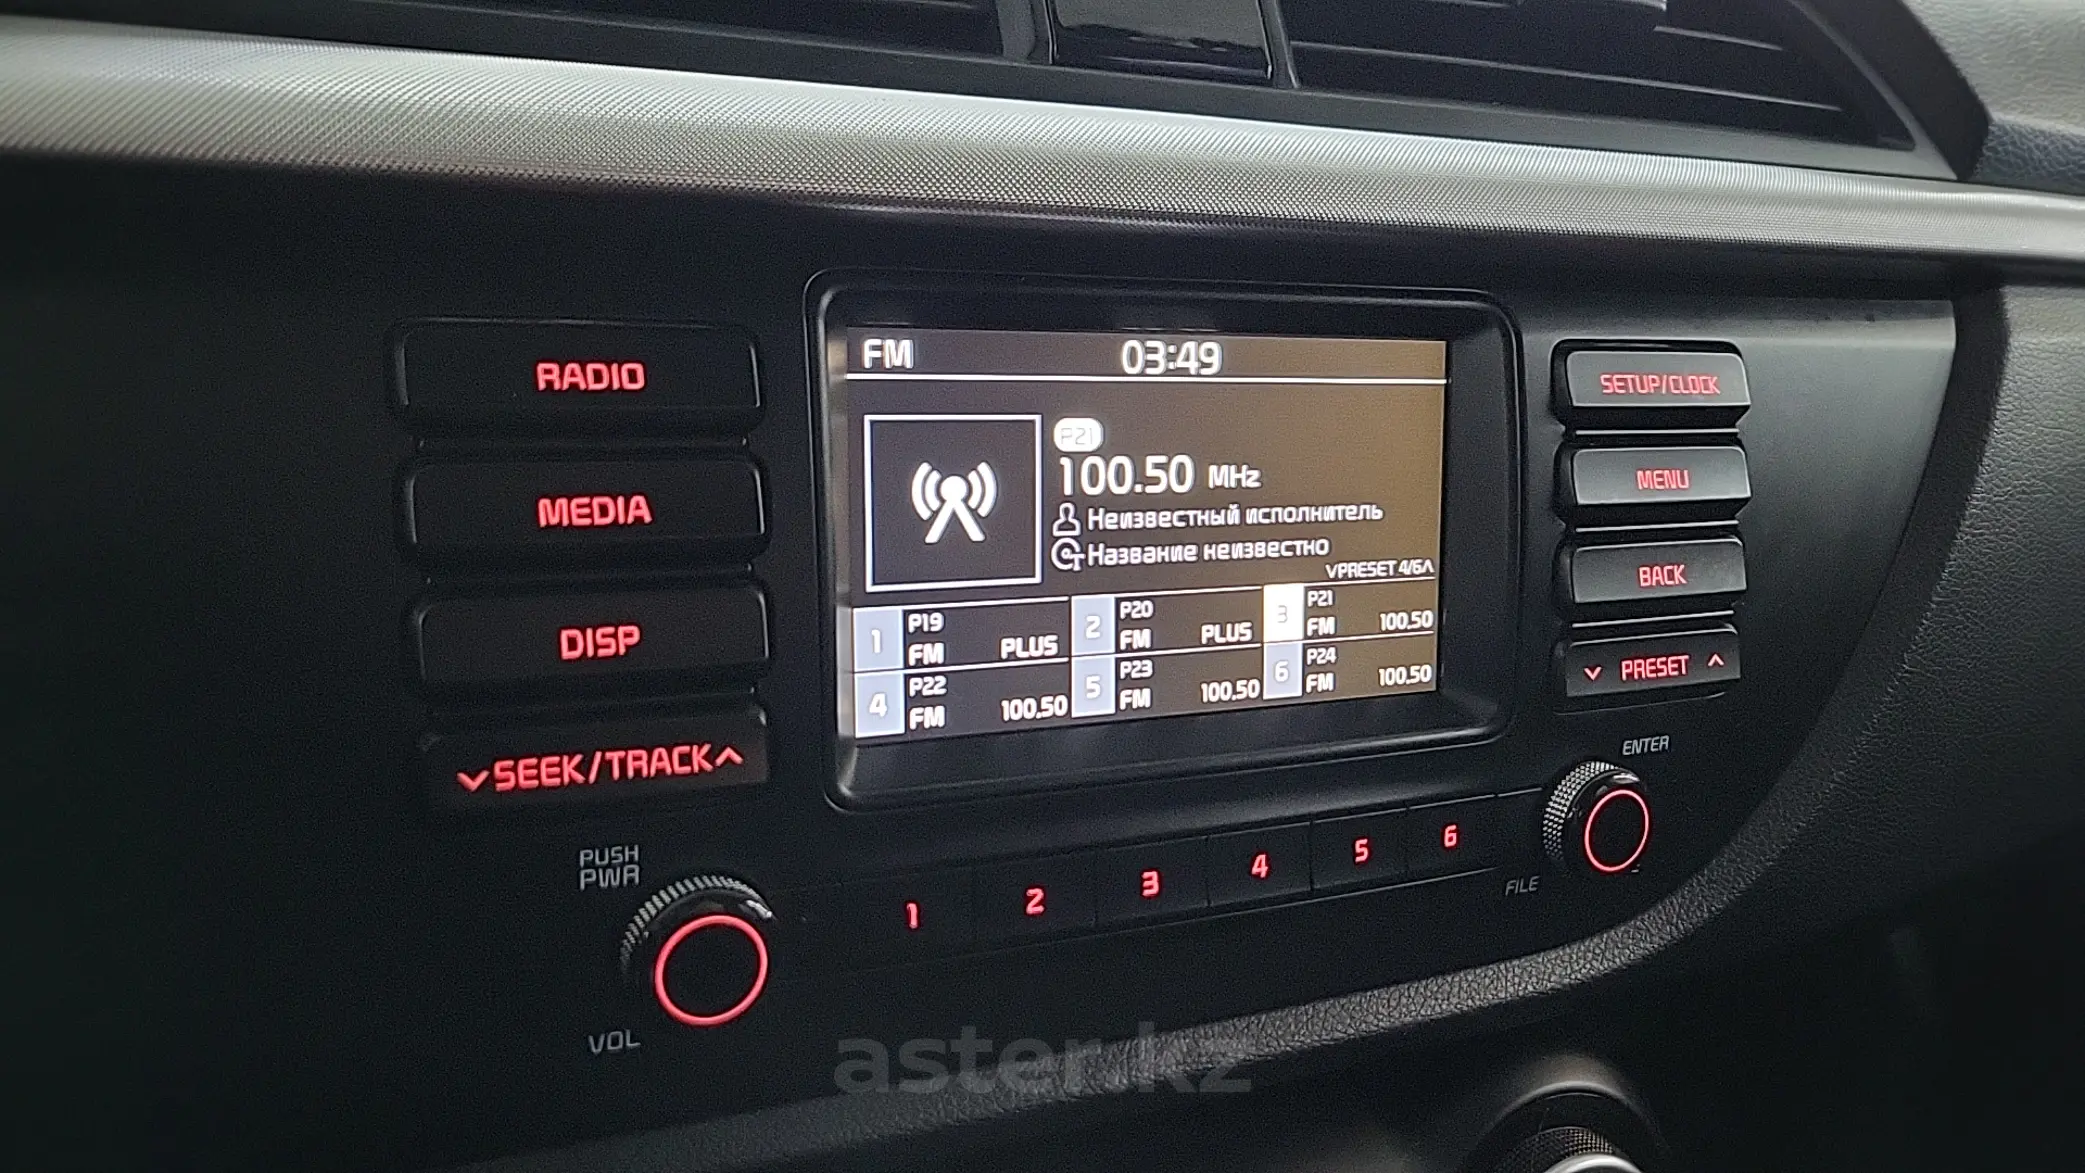 RADIO
MEDIA
DISP
SEEK/TRACK
PUSH
PWR
VOL
FM 03:49
P21
100.50 MHz
Неизвестный исполнитель
Название неизвестно
PRESET 4/6
1 P19 FM PLUS
2 P20 FM PLUS
3 P21 FM 100.50
4 P22 FM 100.50
5 P23 FM 100.50
6 P24 FM 100.50
SETUP/CLOCK
MENU
BACK
PRESET
ENTER
FILE
1 2 3 4 5 6
aster.kz